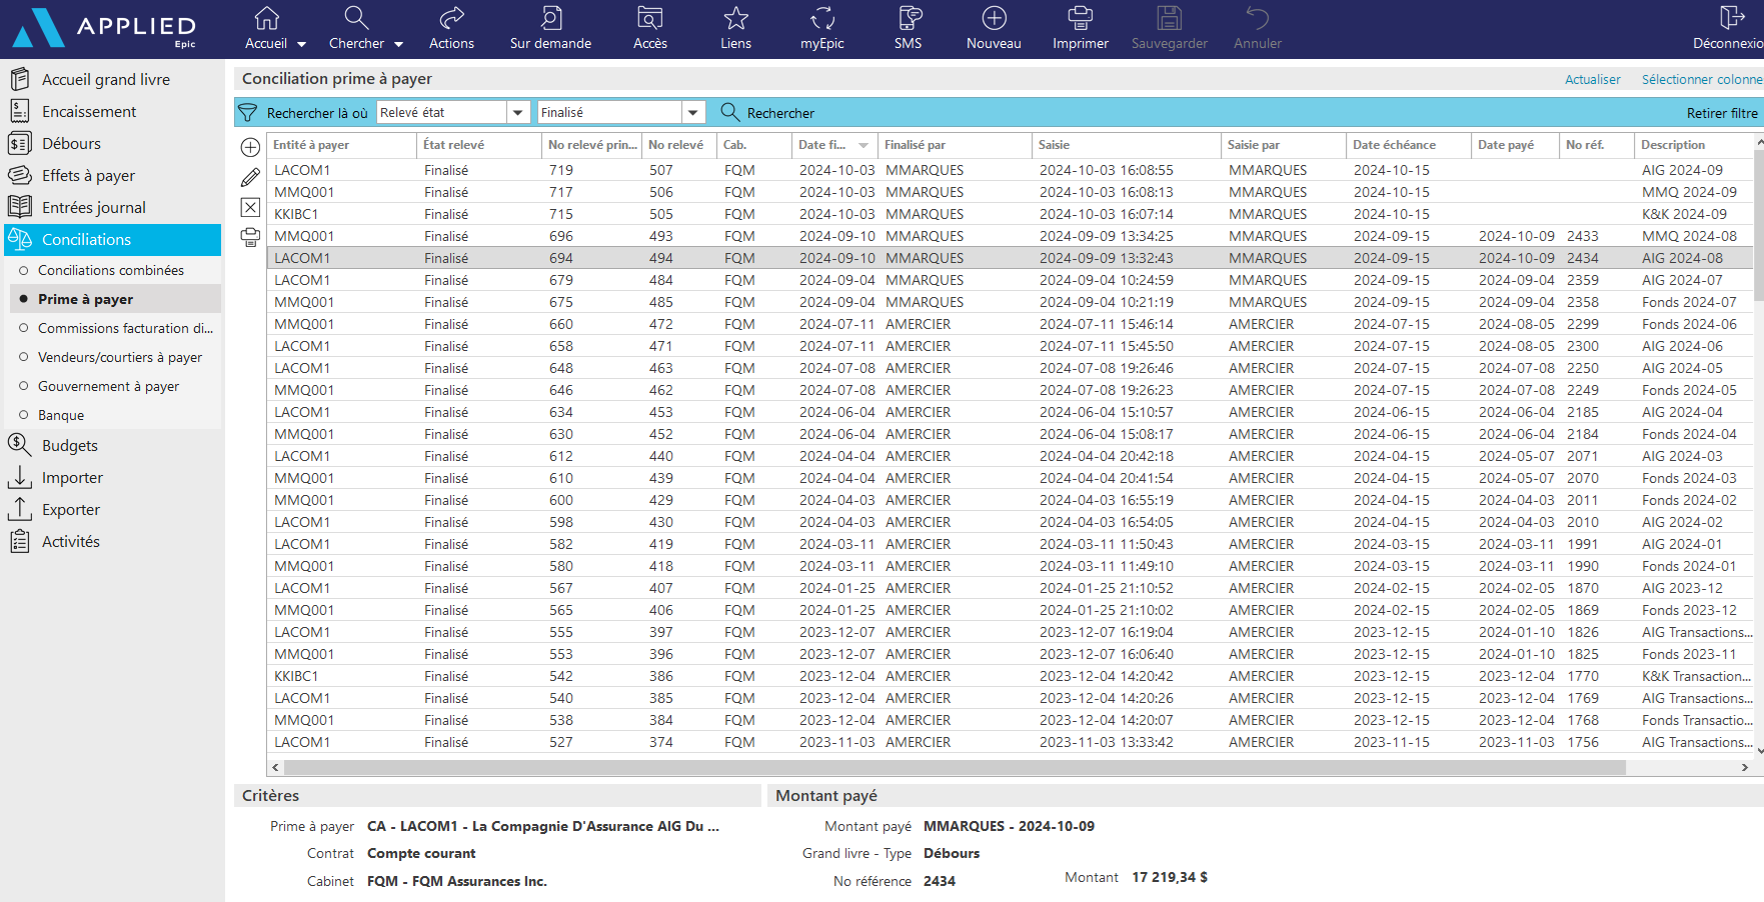 APPLIED
Epic
Accueil
Chercher
Actions
Sur demande
Accès
Liens
myEpic
SMS
Nouveau
Imprimer
Sauvegarder
Annuler
Déconnexio
Accueil grand livre
Encaissement
Débours
Effets à payer
Entrées journal
Conciliations
Conciliations combinées
Prime à payer
Commissions facturation di...
Vendeurs/courtiers à payer
Gouvernement à payer
Banque
Budgets
Importer
Exporter
Activités
Conciliation prime à payer
Actualiser Sélectionner colonne
Rechercher là où Relevé état Finalisé Rechercher Retirer filtre
Entité à payer État relevé No relevé prin... No relevé Cab. Date fi... Finalisé par Saisie Saisie par Date échéance Date payé No réf. Description
LACOM1 Finalisé 719 507 FQM 2024-10-03 MMARQUES 2024-10-03 16:08:55 MMARQUES 2024-10-15 AIG 2024-09
MMQ001 Finalisé 717 506 FQM 2024-10-03 MMARQUES 2024-10-03 16:08:13 MMARQUES 2024-10-15 MMQ 2024-09
KKIBC1 Finalisé 715 505 FQM 2024-10-03 MMARQUES 2024-10-03 16:07:14 MMARQUES 2024-10-15 K&K 2024-09
MMQ001 Finalisé 696 493 FQM 2024-09-10 MMARQUES 2024-09-09 13:34:25 MMARQUES 2024-09-15 2024-10-09 2433 MMQ 2024-08
LACOM1 Finalisé 694 494 FQM 2024-09-10 MMARQUES 2024-09-09 13:32:43 MMARQUES 2024-09-15 2024-10-09 2434 AIG 2024-08
LACOM1 Finalisé 679 484 FQM 2024-09-04 MMARQUES 2024-09-04 10:24:59 MMARQUES 2024-09-15 2024-09-04 2359 AIG 2024-07
MMQ001 Finalisé 675 485 FQM 2024-09-04 MMARQUES 2024-09-04 10:21:19 MMARQUES 2024-09-15 2024-09-04 2358 Fonds 2024-07
MMQ001 Finalisé 660 472 FQM 2024-07-11 AMERCIER 2024-07-11 15:46:14 AMERCIER 2024-07-15 2024-08-05 2299 Fonds 2024-06
LACOM1 Finalisé 658 471 FQM 2024-07-11 AMERCIER 2024-07-11 15:45:50 AMERCIER 2024-07-15 2024-08-05 2300 AIG 2024-06
LACOM1 Finalisé 648 463 FQM 2024-07-08 AMERCIER 2024-07-08 19:26:46 AMERCIER 2024-07-15 2024-07-08 2250 AIG 2024-05
MMQ001 Finalisé 646 462 FQM 2024-07-08 AMERCIER 2024-07-08 19:26:23 AMERCIER 2024-07-15 2024-07-08 2249 Fonds 2024-05
LACOM1 Finalisé 634 453 FQM 2024-06-04 AMERCIER 2024-06-04 15:10:57 AMERCIER 2024-06-15 2024-06-04 2185 AIG 2024-04
MMQ001 Finalisé 630 452 FQM 2024-06-04 AMERCIER 2024-06-04 15:08:17 AMERCIER 2024-06-15 2024-06-04 2184 Fonds 2024-04
LACOM1 Finalisé 612 440 FQM 2024-04-04 AMERCIER 2024-04-04 20:42:18 AMERCIER 2024-04-15 2024-05-07 2071 AIG 2024-03
MMQ001 Finalisé 610 439 FQM 2024-04-04 AMERCIER 2024-04-04 20:41:54 AMERCIER 2024-04-15 2024-05-07 2070 Fonds 2024-03
MMQ001 Finalisé 600 429 FQM 2024-04-03 AMERCIER 2024-04-03 16:55:19 AMERCIER 2024-04-15 2024-04-03 2011 Fonds 2024-02
LACOM1 Finalisé 598 430 FQM 2024-04-03 AMERCIER 2024-04-03 16:54:05 AMERCIER 2024-04-15 2024-04-03 2010 AIG 2024-02
LACOM1 Finalisé 582 419 FQM 2024-03-11 AMERCIER 2024-03-11 11:50:43 AMERCIER 2024-03-15 2024-03-11 1991 AIG 2024-01
MMQ001 Finalisé 580 418 FQM 2024-03-11 AMERCIER 2024-03-11 11:49:10 AMERCIER 2024-03-15 2024-03-11 1990 Fonds 2024-01
LACOM1 Finalisé 567 407 FQM 2024-01-25 AMERCIER 2024-01-25 21:10:52 AMERCIER 2024-02-15 2024-02-05 1870 AIG 2023-12
MMQ001 Finalisé 565 406 FQM 2024-01-25 AMERCIER 2024-01-25 21:10:02 AMERCIER 2024-02-15 2024-02-05 1869 Fonds 2023-12
LACOM1 Finalisé 555 397 FQM 2023-12-07 AMERCIER 2023-12-07 16:19:04 AMERCIER 2023-12-15 2024-01-10 1826 AIG Transactions...
MMQ001 Finalisé 553 396 FQM 2023-12-07 AMERCIER 2023-12-07 16:06:40 AMERCIER 2023-12-15 2024-01-10 1825 Fonds 2023-11
KKIBC1 Finalisé 542 386 FQM 2023-12-04 AMERCIER 2023-12-04 14:20:42 AMERCIER 2023-12-15 2023-12-04 1770 K&K Transaction...
LACOM1 Finalisé 540 385 FQM 2023-12-04 AMERCIER 2023-12-04 14:20:26 AMERCIER 2023-12-15 2023-12-04 1769 AIG Transactions...
MMQ001 Finalisé 538 384 FQM 2023-12-04 AMERCIER 2023-12-04 14:20:07 AMERCIER 2023-12-15 2023-12-04 1768 Fonds Transactio...
LACOM1 Finalisé 527 374 FQM 2023-11-03 AMERCIER 2023-11-03 13:33:42 AMERCIER 2023-11-15 2023-11-03 1756 AIG Transactions...
Critères
Prime à payer CA - LACOM1 - La Compagnie D'Assurance AIG Du ...
Contrat Compte courant
Cabinet FQM - FQM Assurances Inc.
Montant payé
Montant payé MMARQUES - 2024-10-09
Grand livre - Type Débours
No référence 2434 Montant 17 219,34 $